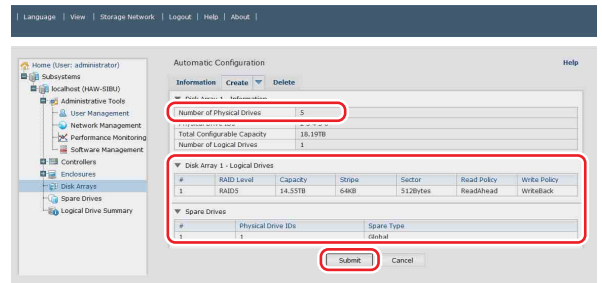 | Language | View | Storage Network | Logout | Help | About |
Home (User: administrator)
Subsystems
localhost (HAW-SIBU)
Administrative Tools
User Management
Network Management
Performance Monitoring
Software Management
Controllers
Enclosures
Disk Arrays
Spare Drives
Logical Drive Summary
Automatic Configuration Help
Information Create Delete
Disk Array 1 - Information
Number of Physical Drives 5
Total Configurable Capacity 18.19TB
Number of Logical Drives 1
Disk Array 1 - Logical Drives
# RAID Level Capacity Stripe Sector Read Policy Write Policy
1 RAID5 14.55TB 64KB 512Bytes ReadAhead WriteBack
Spare Drives
# Physical Drive IDs Spare Type
1 1 Global
Submit Cancel